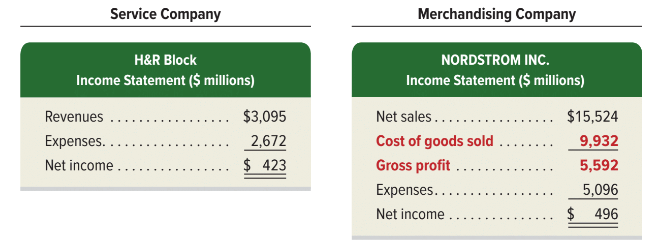 Service Company
H&R Block
Income Statement ($ millions)
Revenues . . . . . . . . . . . . . . . . . $3,095
Expenses. . . . . . . . . . . . . . . . . . 2,672
Net income . . . . . . . . . . . . . . . . $ 423
Merchandising Company
NORDSTROM INC.
Income Statement ($ millions)
Net sales . . . . . . . . . . . . . . . . . $15,524
Cost of goods sold . . . . . . . . 9,932
Gross profit . . . . . . . . . . . . . . . 5,592
Expenses. . . . . . . . . . . . . . . . . . 5,096
Net income . . . . . . . . . . . . . . . . $ 496